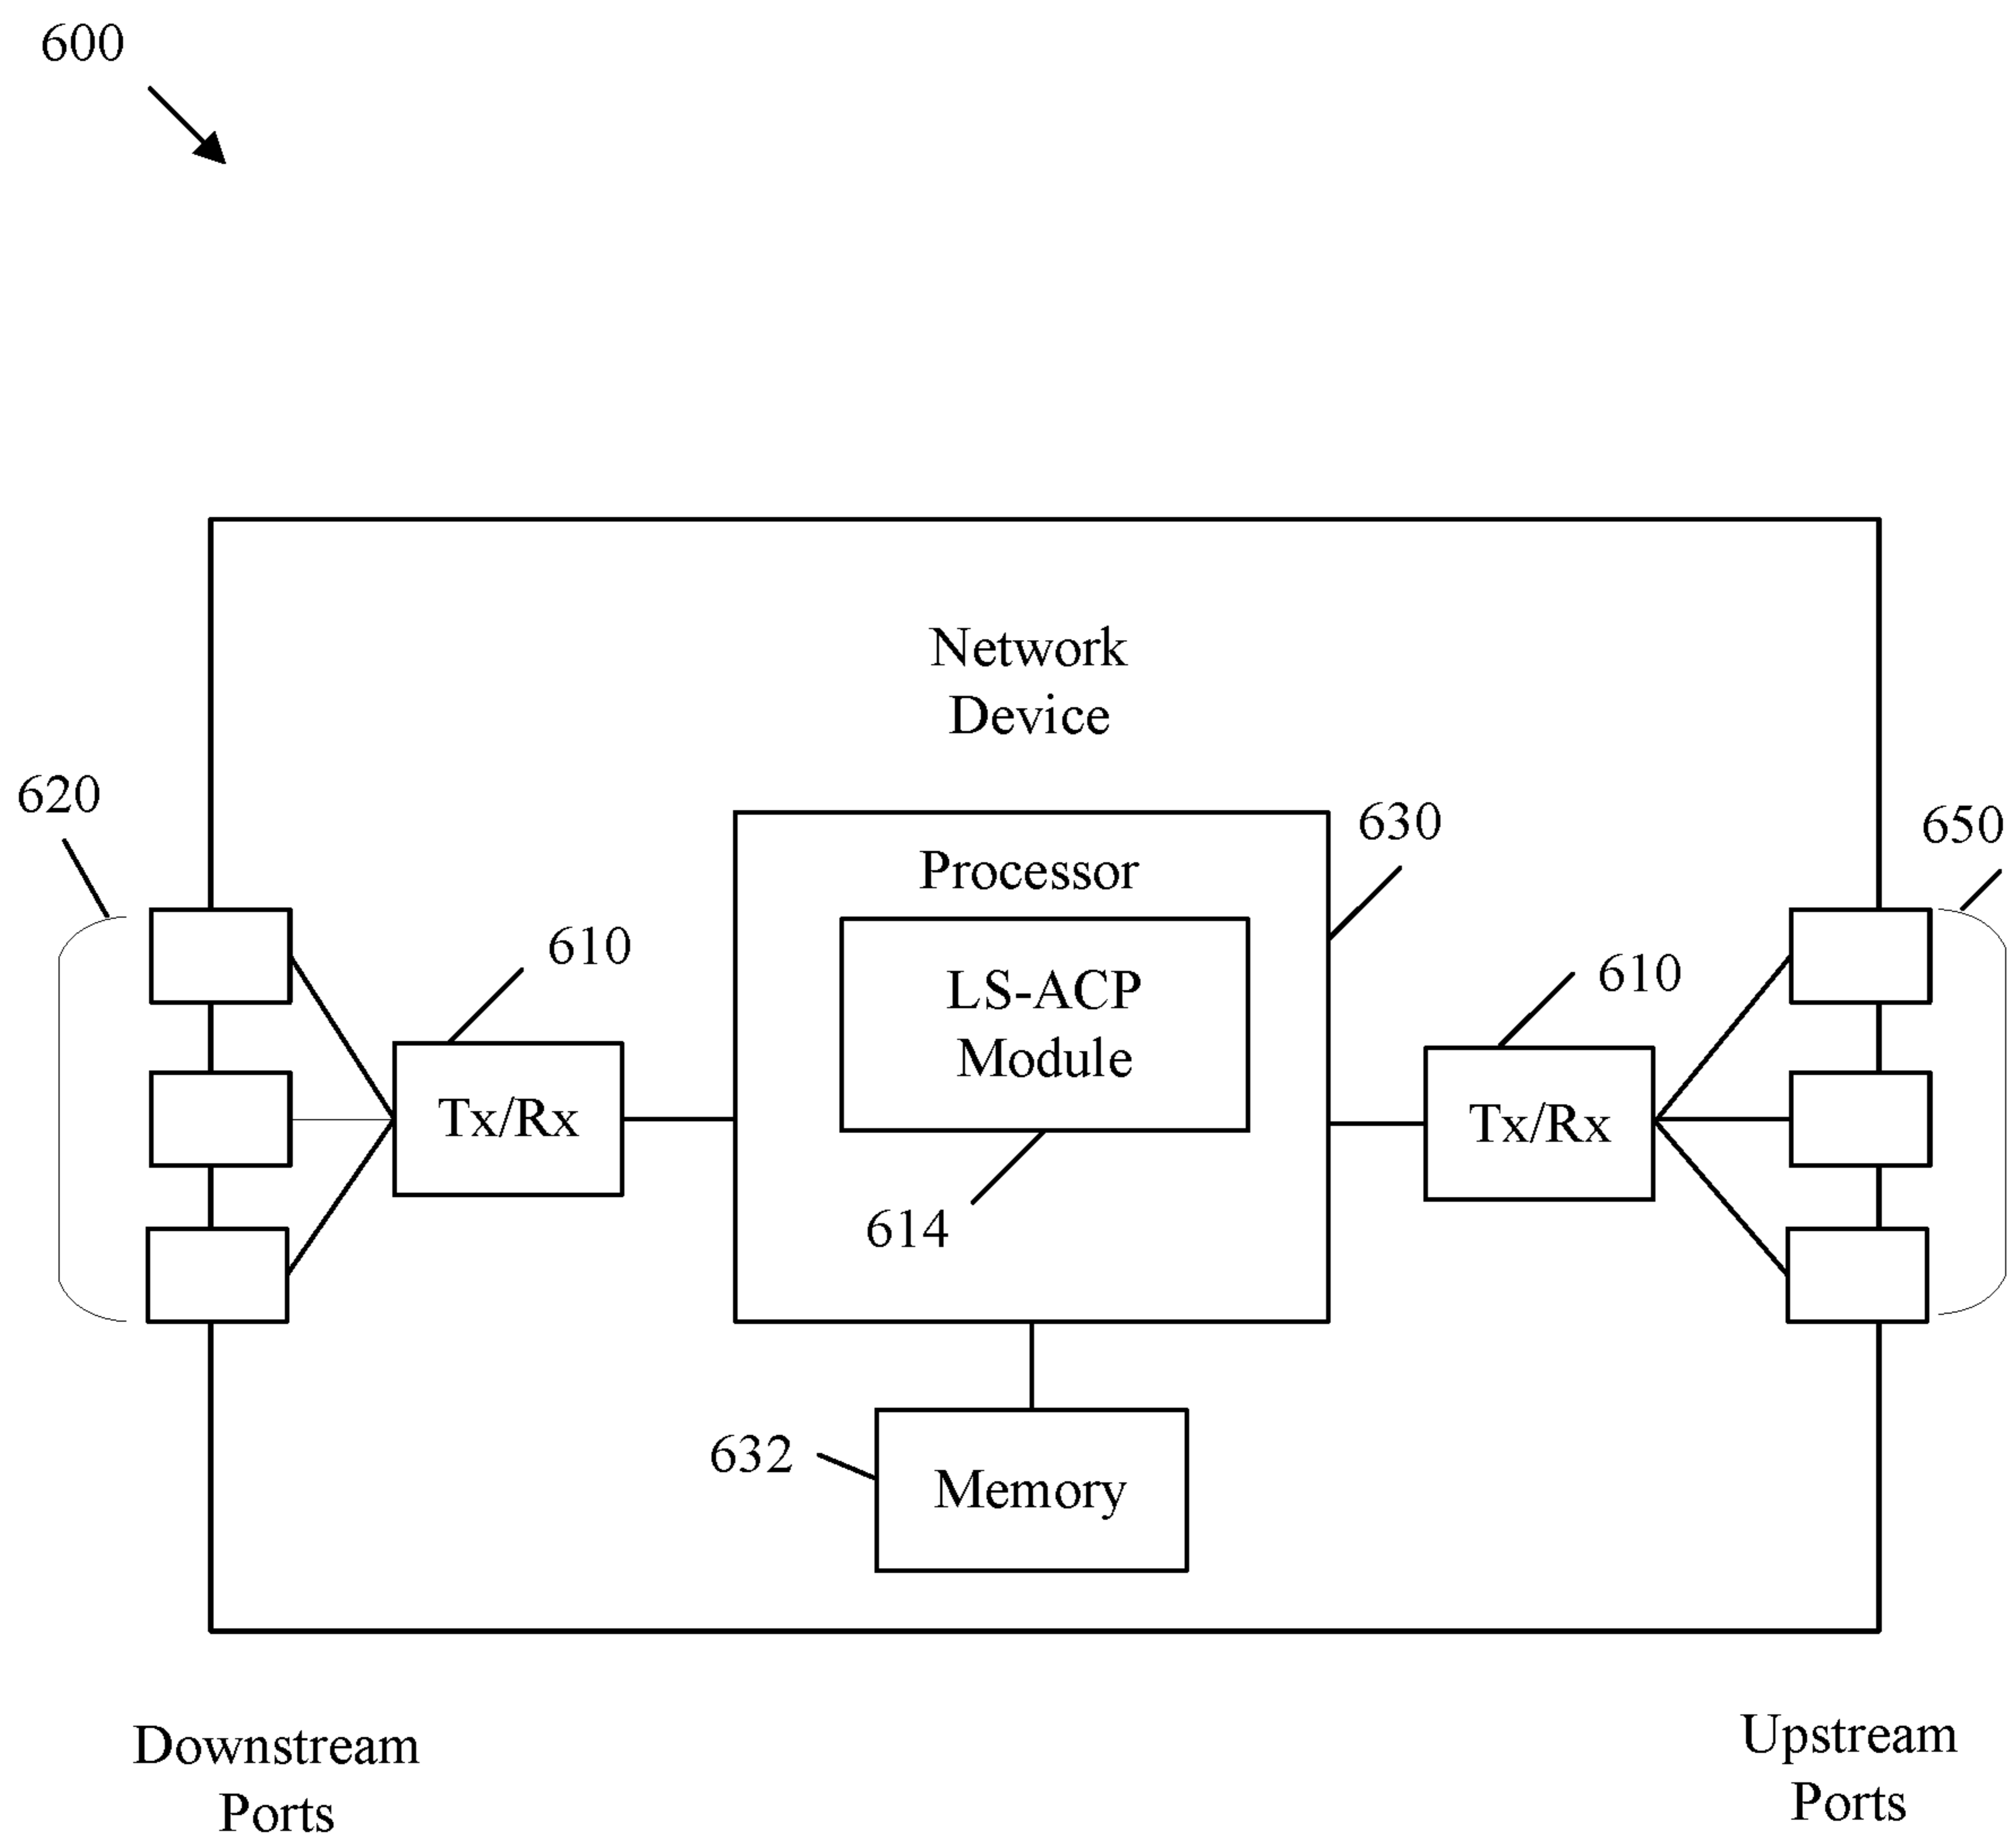 600
Network
Device
620
630
650
Processor
610
LS-ACP
Module
610
Tx/Rx
Tx/Rx
614
632
Memory
Downstream
Ports
Upstream
Ports